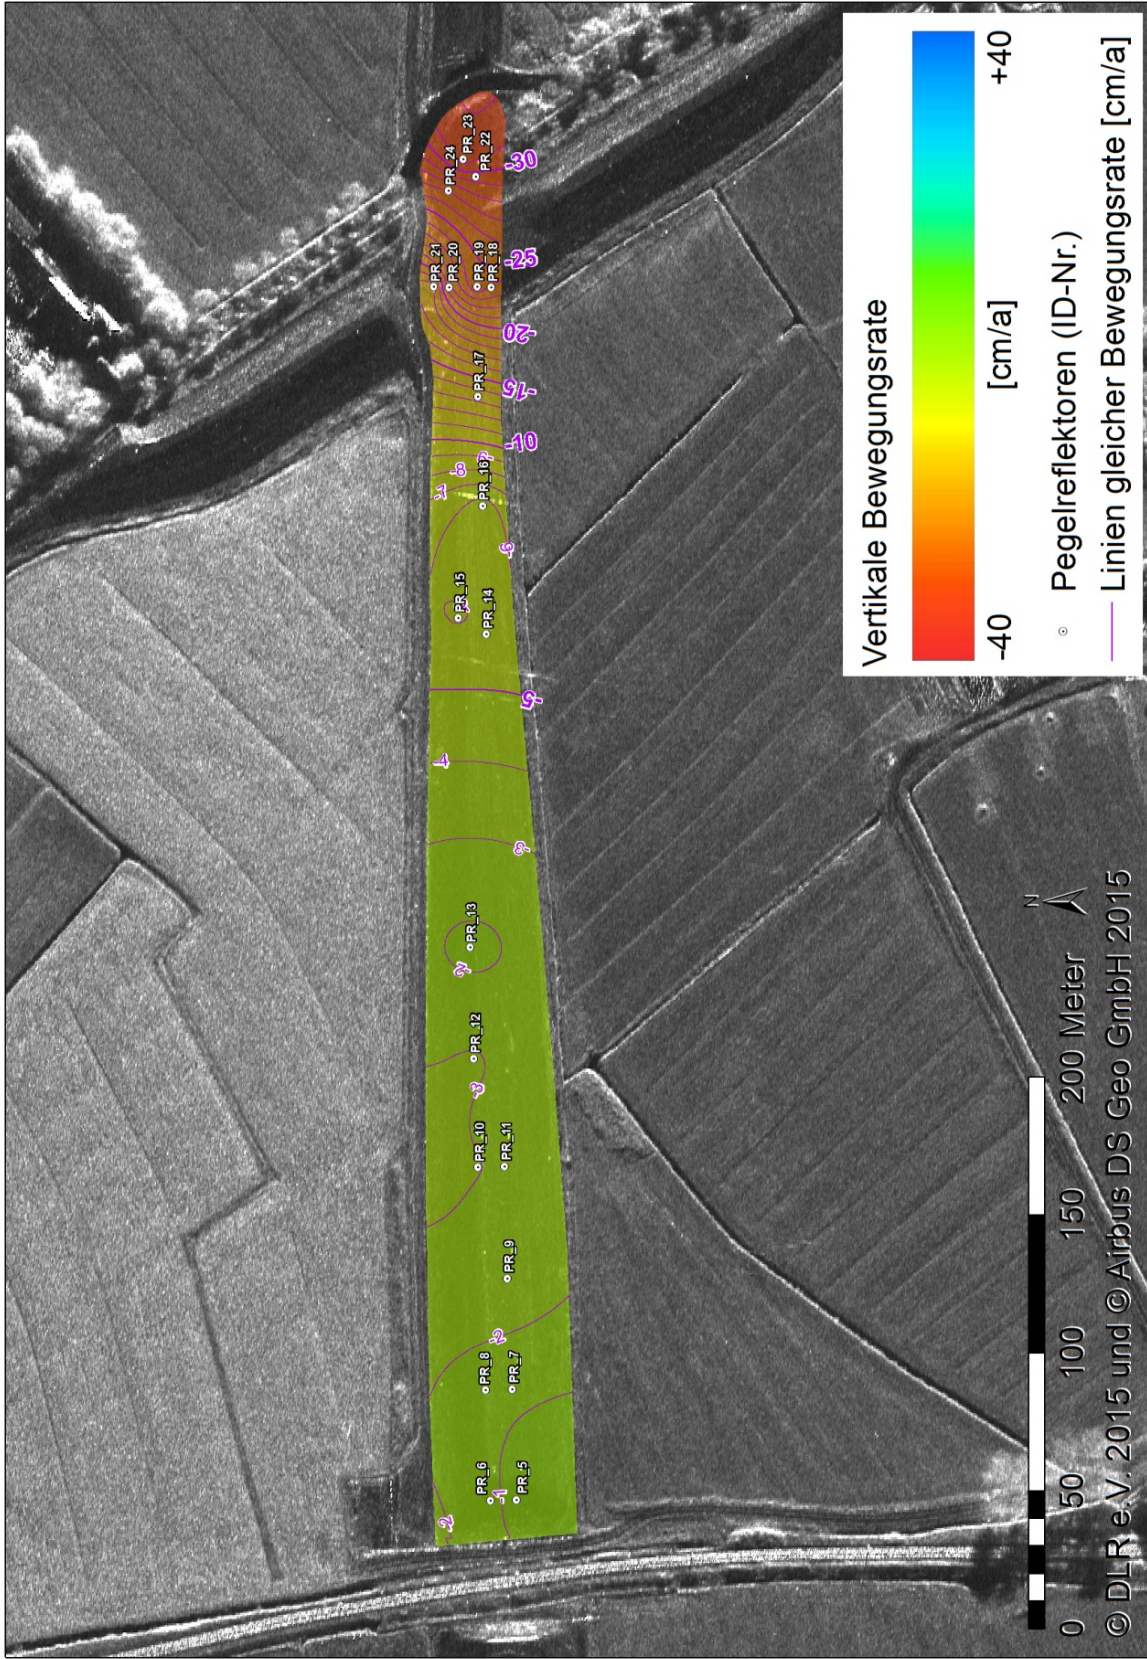 PR_23
PR_24
PR_22
-30
PR_21
PR_20
PR_19
PR_18
-25
-20
PR_17
-15
-10
-8
-7
PR_16
-6
PR_15
PR_14
-5
-4
-3
PR_13
-2
PR_12
-3
PR_10
PR_11
PR_9
-2
PR_8
PR_7
PR_6
PR_5
-1
-2
Vertikale Bewegungsrate
-40
+40
[cm/a]
Pegelreflektoren (ID-Nr.)
Linien gleicher Bewegungsrate [cm/a]
N
0 50 100 150 200 Meter
© DLR e.V. 2015 und © Airbus DS Geo GmbH 2015